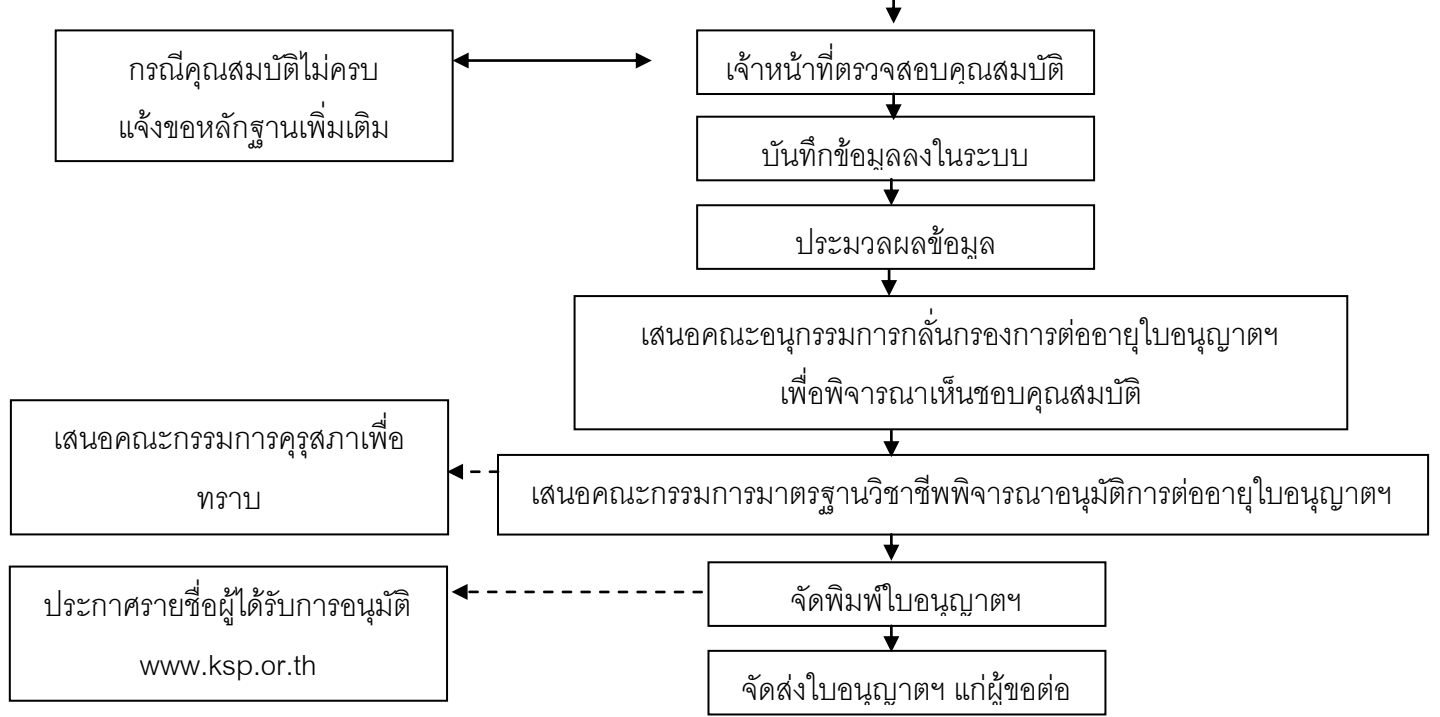 กรณีคุณสมบัติไม่ครบ
แจ้งขอหลักฐานเพิ่มเติม
เจ้าหน้าที่ตรวจสอบคุณสมบัติ
บันทึกข้อมูลลงในระบบ
ประมวลผลข้อมูล
เสนอคณะอนุกรรมการกลั่นกรองการต่ออายุใบอนุญาตฯ
เพื่อพิจารณาเห็นชอบคุณสมบัติ
เสนอคณะกรรมการคุรุสภาเพื่อ
ทราบ
เสนอคณะกรรมการมาตรฐานวิชาชีพพิจารณาอนุมัติการต่ออายุใบอนุญาตฯ
ประกาศรายชื่อผู้ได้รับการอนุมัติ
www.ksp.or.th
จัดพิมพ์ใบอนุญาตฯ
จัดส่งใบอนุญาตฯ แก่ผู้ขอต่อ